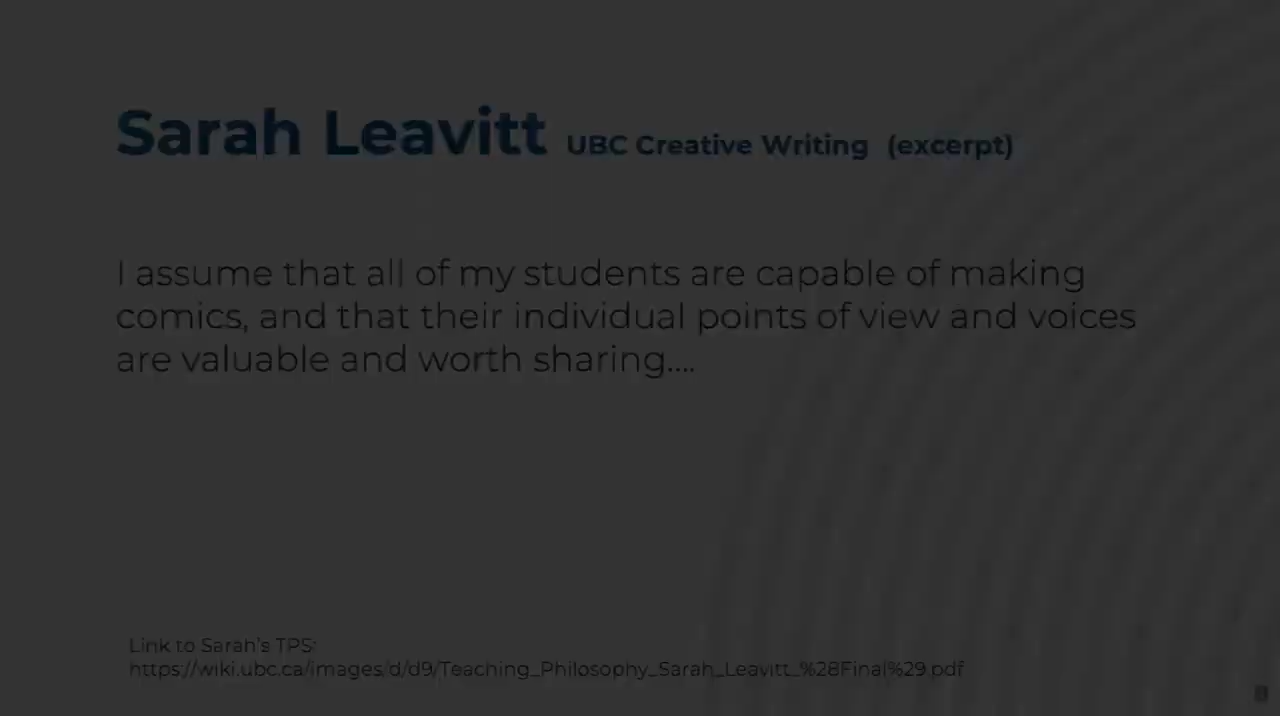 Sarah Leavitt UBC Creative Writing (excerpt)
I assume that all of my students are capable of making
comics, and that their individual points of view and voices
are valuable and worth sharing....
Link to Sarah's TPS:
https://wiki.ubc.ca/images/d/d9/Teaching_Philosophy_Sarah_Leavitt_%28Final%29.pdf